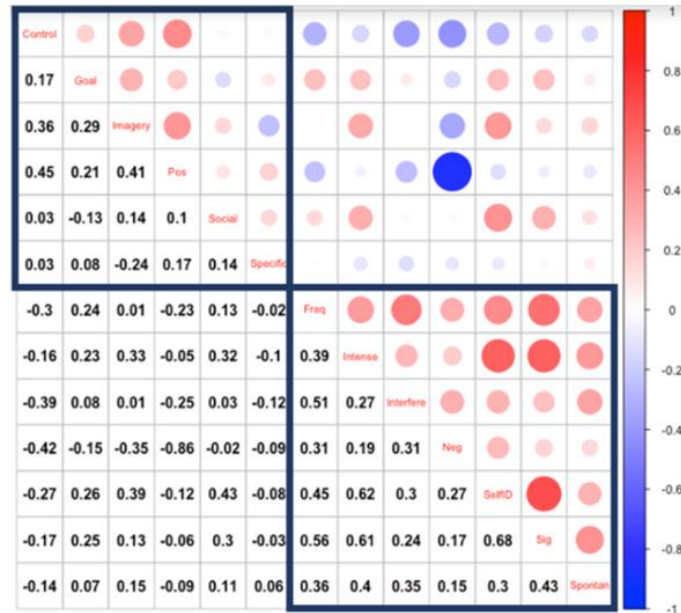 Control 1
0.17 Goal 0.8
0.36 0.29 Imagery 0.6
0.45 0.21 0.41 Pos 0.4
0.03 -0.13 0.14 0.1 Social 0.2
0.03 0.08 -0.24 0.17 0.14 Specific
-0.3 0.24 0.01 -0.23 0.13 -0.02 Freq 0
-0.16 0.23 0.33 -0.05 0.32 -0.1 0.39 Intense -0.2
-0.39 0.08 0.01 -0.25 0.03 -0.12 0.51 0.27 Interfere
-0.42 -0.15 -0.35 -0.86 -0.02 -0.09 0.31 0.19 0.31 Neg -0.4
-0.27 0.26 0.39 -0.12 0.43 -0.08 0.45 0.62 0.3 0.27 SelfID -0.6
-0.17 0.25 0.13 -0.06 0.3 -0.03 0.56 0.61 0.24 0.17 0.68 Sig -0.8
-0.14 0.07 0.15 -0.09 0.11 0.06 0.36 0.4 0.35 0.15 0.3 0.43 Spontan -1